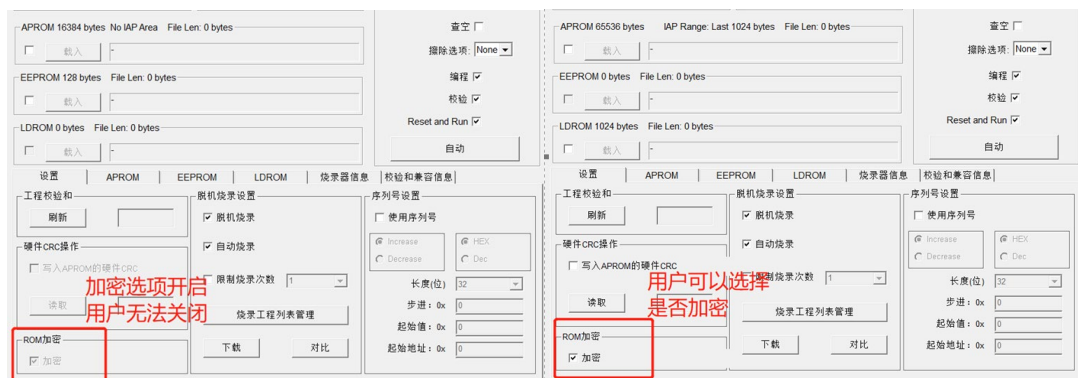 APROM 16384 bytes No IAP Area File Len: 0 bytes
载入
-
EEPROM 128 bytes File Len: 0 bytes
载入
-
LDROM 0 bytes File Len: 0 bytes
载入
-
查空
擦除选项: None
编程
校验
Reset and Run
自动
设置 APROM EEPROM LDROM 烧录器信息 校验和兼容信息
工程校验和
刷新
硬件CRC操作
写入APROM的硬件CRC
读取
加密选项开启
用户无法关闭
ROM加密
加密
脱机烧录设置
脱机烧录
自动烧录
限制烧录次数 1
烧录工程列表管理
下载 对比
序列号设置
使用序列号
Increase HEX
Decrease Dec
长度(位) 32
步进: 0x 0
起始值: 0x 0
起始地址: 0x 0
APROM 65536 bytes IAP Range: Last 1024 bytes File Len: 0 bytes
载入
-
EEPROM 0 bytes File Len: 0 bytes
载入
-
LDROM 1024 bytes File Len: 0 bytes
载入
-
查空
擦除选项: None
编程
校验
Reset and Run
自动
设置 APROM EEPROM LDROM 烧录器信息 校验和兼容信息
工程校验和
刷新
硬件CRC操作
写入APROM的硬件CRC
读取
用户可以选择
是否加密
ROM加密
加密
脱机烧录设置
脱机烧录
自动烧录
限制烧录次数 1
烧录工程列表管理
下载 对比
序列号设置
使用序列号
Increase HEX
Decrease Dec
长度(位) 32
步进: 0x 0
起始值: 0x 0
起始地址: 0x 0